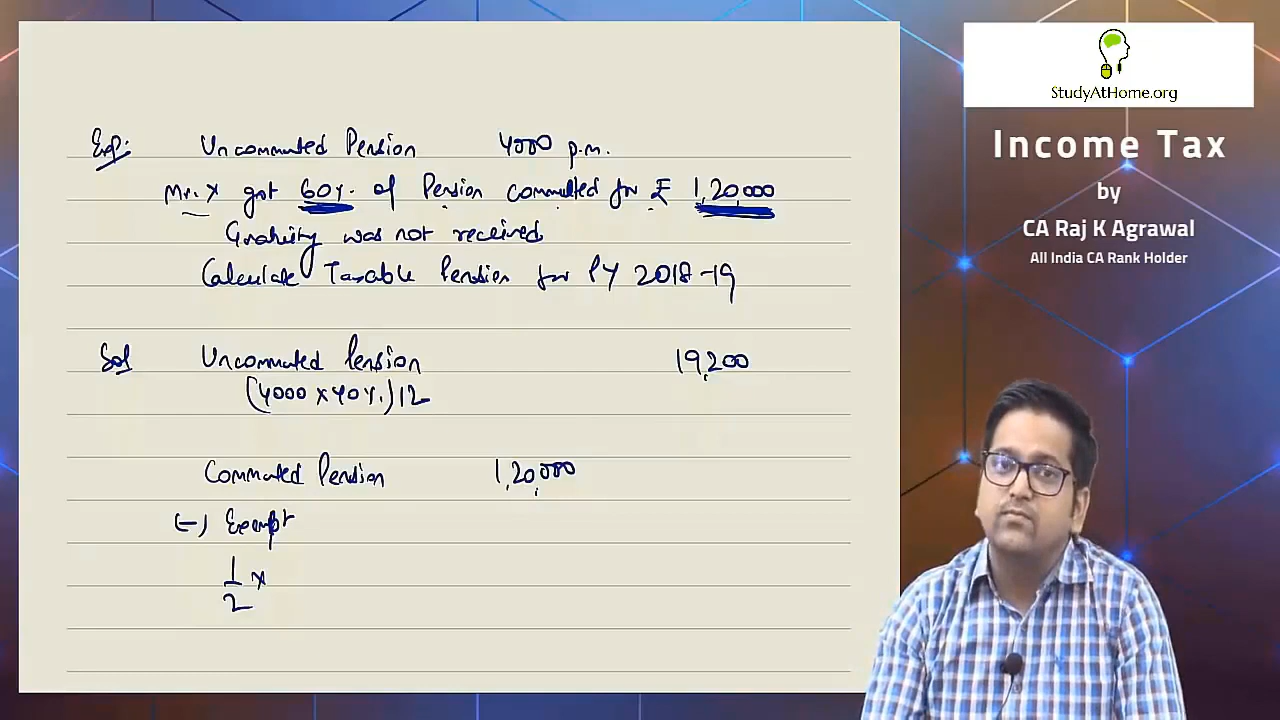 Exp:- Uncommuted Pension 4000 p.m.
Mr. X got 60% of Pension commuted for ₹ 1,20,000
Gratuity was not received
Calculate Taxable Pension for PY 2018-19
Sol Uncommuted Pension 19,200
(4000 x 40%) 12
Commuted Pension 1,20,000
(-) Exempt
1/2 x
StudyAtHome.org
Income Tax
by
CA Raj K Agrawal
All India CA Rank Holder